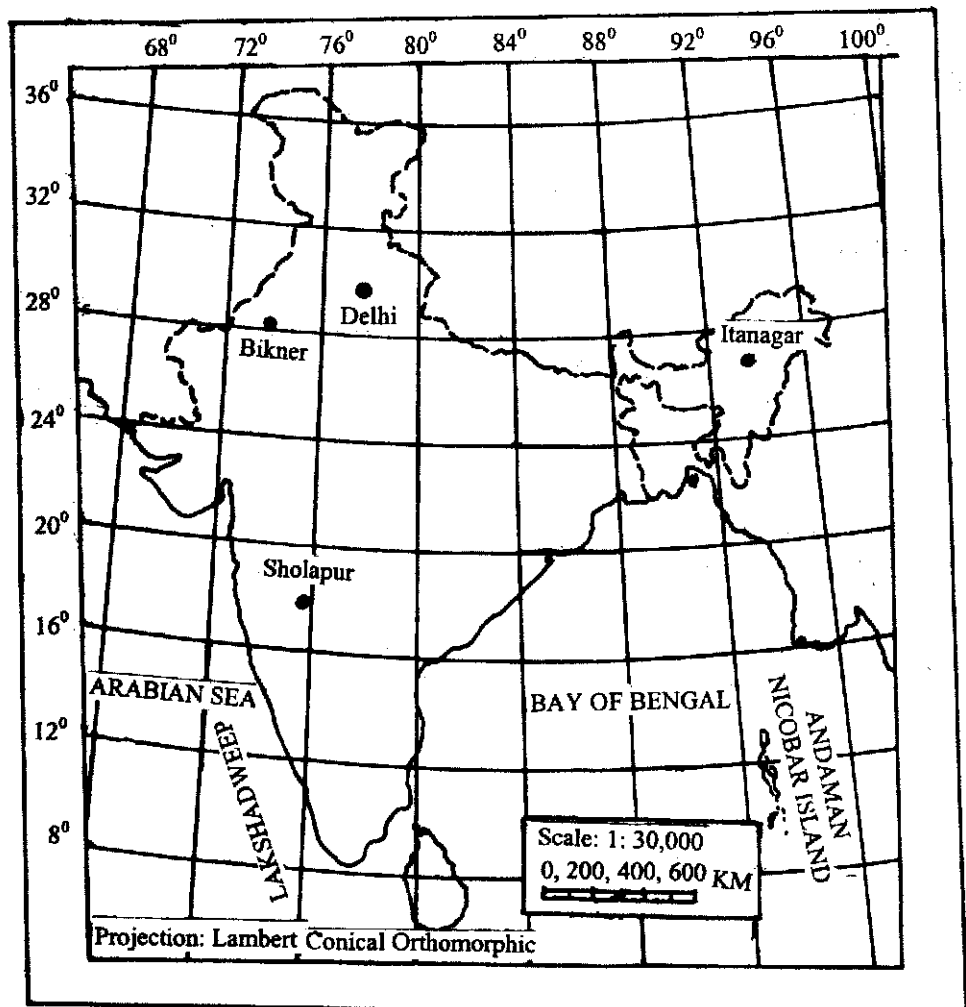 68⁰ 72⁰ 76⁰ 80⁰ 84⁰ 88⁰ 92⁰ 96⁰ 100⁰
36⁰
32⁰
28⁰
Delhi
Itanagar
Bikner
24⁰
20⁰
Sholapur
16⁰
ARABIAN SEA
BAY OF BENGAL
12⁰
LAKSHADWEEP
ANDAMAN
NICOBAR ISLAND
8⁰
Scale: 1: 30,000
0, 200, 400, 600 KM
Projection: Lambert Conical Orthomorphic